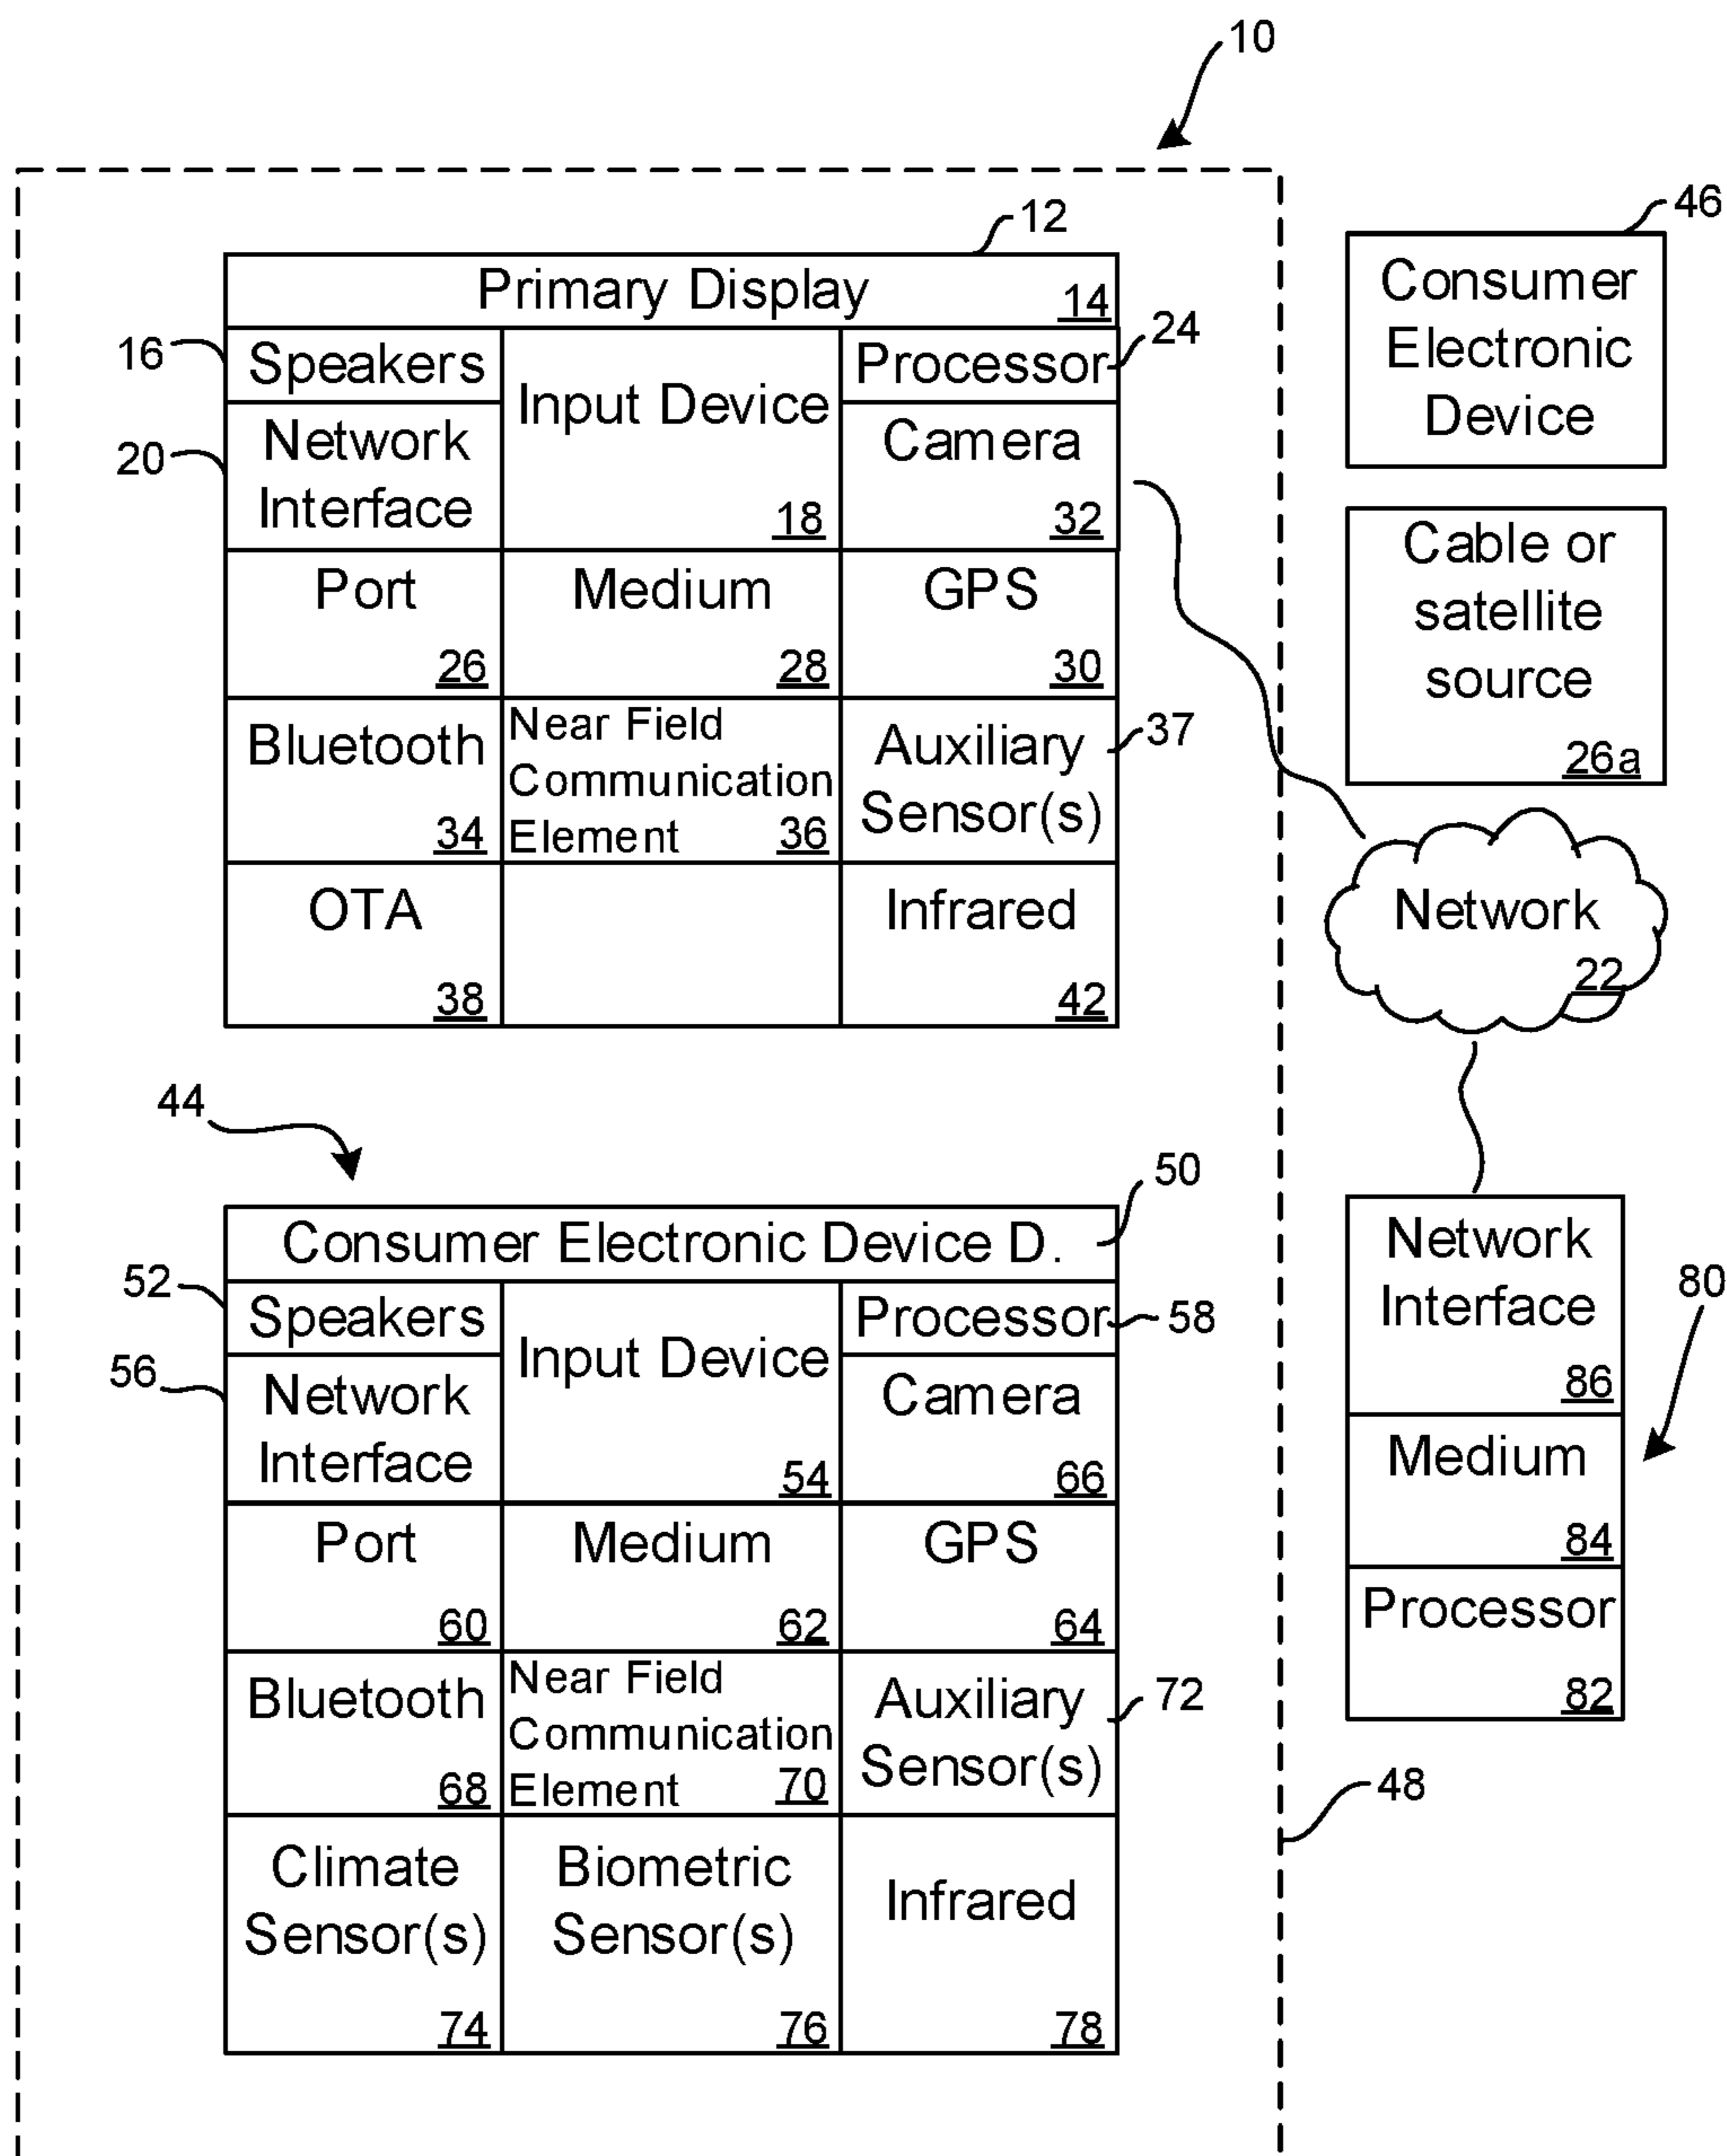 10
12
46
Primary Display
14
Consumer
Electronic
Device
16
Speakers
Input Device
18
Processor
24
20
Network
Interface
Camera
32
Cable or
satellite
source
26a
Port
26
Medium
28
GPS
30
Bluetooth
34
Near Field
Communication
Element
36
Auxiliary
Sensor(s)
37
OTA
38
Infrared
42
Network
22
44
50
Consumer Electronic Device D.
52
Speakers
Input Device
54
Processor
58
56
Network
Interface
Camera
66
Port
60
Medium
62
GPS
64
Bluetooth
68
Near Field
Communication
Element
70
Auxiliary
Sensor(s)
72
Climate
Sensor(s)
74
Biometric
Sensor(s)
76
Infrared
78
Network
Interface
86
80
Medium
84
Processor
82
48